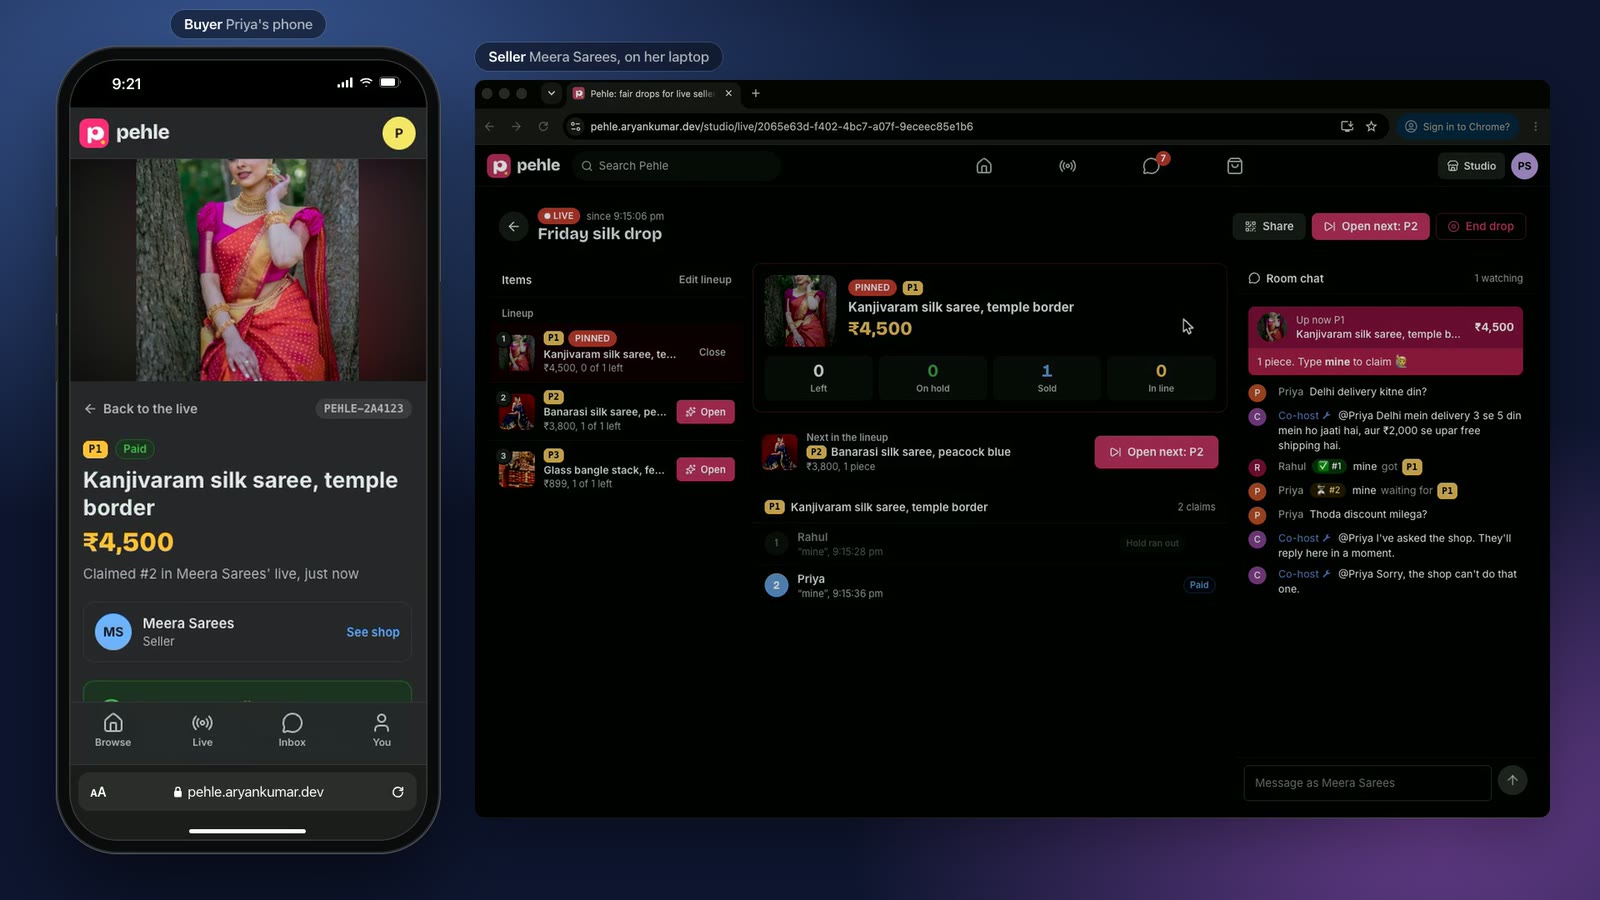 Buyer Priya's phone
9:21
pehle
P
Back to the live
PEHLE–2A4123
P1 Paid
Kanjivaram silk saree, temple
border
₹4,500
Claimed #2 in Meera Sarees' live, just now
MS
Meera Sarees
Seller
See shop
Browse
Live
Inbox
You
AA
pehle.aryankumar.dev
Seller Meera Sarees, on her laptop
Pehle: fair drops for live selle
pehle.aryankumar.dev/studio/live/2065e63d-f402-4bc7-a07f-9eceec85e1b6
Sign in to Chrome?
pehle
Search Pehle
7
Studio
PS
LIVE since 9:15:06 pm
Friday silk drop
Share
Open next: P2
End drop
Items
Edit lineup
Lineup
1
P1 PINNED
Kanjivaram silk saree, te...
₹4,500, 0 of 1 left
Close
2
P2
Banarasi silk saree, pe...
₹3,800, 1 of 1 left
Open
3
P3
Glass bangle stack, fe...
₹899, 1 of 1 left
Open
PINNED P1
Kanjivaram silk saree, temple border
₹4,500
0
Left
0
On hold
1
Sold
0
In line
Next in the lineup
P2 Banarasi silk saree, peacock blue
₹3,800, 1 piece
Open next: P2
P1 Kanjivaram silk saree, temple border
2 claims
1
Rahul
"mine", 9:15:28 pm
Hold ran out
2
Priya
"mine", 9:15:36 pm
Paid
Room chat
1 watching
Up now P1
Kanjivaram silk saree, temple b...
₹4,500
1 piece. Type mine to claim 🙋
P Priya Delhi delivery kitne din?
C Co-host @Priya Delhi mein delivery 3 se 5 din
mein ho jaati hai, aur ₹2,000 se upar free
shipping hai.
R Rahul ✅ #1 mine got P1
P Priya ⏳ #2 mine waiting for P1
P Priya Thoda discount milega?
C Co-host @Priya I've asked the shop. They'll
reply here in a moment.
C Co-host @Priya Sorry, the shop can't do that
one.
Message as Meera Sarees